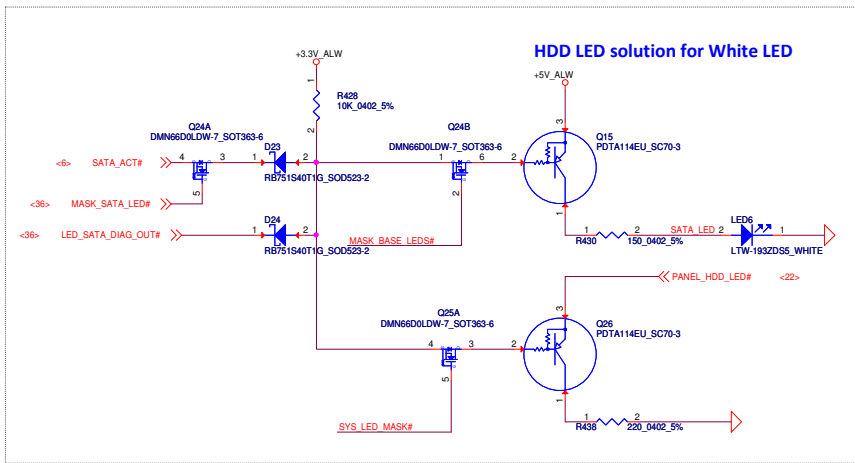 HDD LED solution for White LED
+3.3V_ALW
+5V_ALW
1
R428
10K_0402_5%
2
Q24A
DMN66D0LDW-7_SOT363-6
D23
Q24B
DMN66D0LDW-7_SOT363-6
3
Q15
PDTA114EU_SC70-3
<6> SATA_ACT#
4 3 1 2
1 6 2
RB751S40T1G_SOD523-2
<36> MASK_SATA_LED#
5
2
D24
<36> LED_SATA_DIAG_OUT#
1 2
RB751S40T1G_SOD523-2
MASK_BASE_LEDS#
1
1 2
R430
150_0402_5%
SATA_LED
LED6
2 1
LTW-193ZDS5_WHITE
PANEL_HDD_LED# <22>
Q25A
DMN66D0LDW-7_SOT363-6
3
Q26
PDTA114EU_SC70-3
4 3 2
5
SYS_LED_MASK#
1
1 2
R438
220_0402_5%